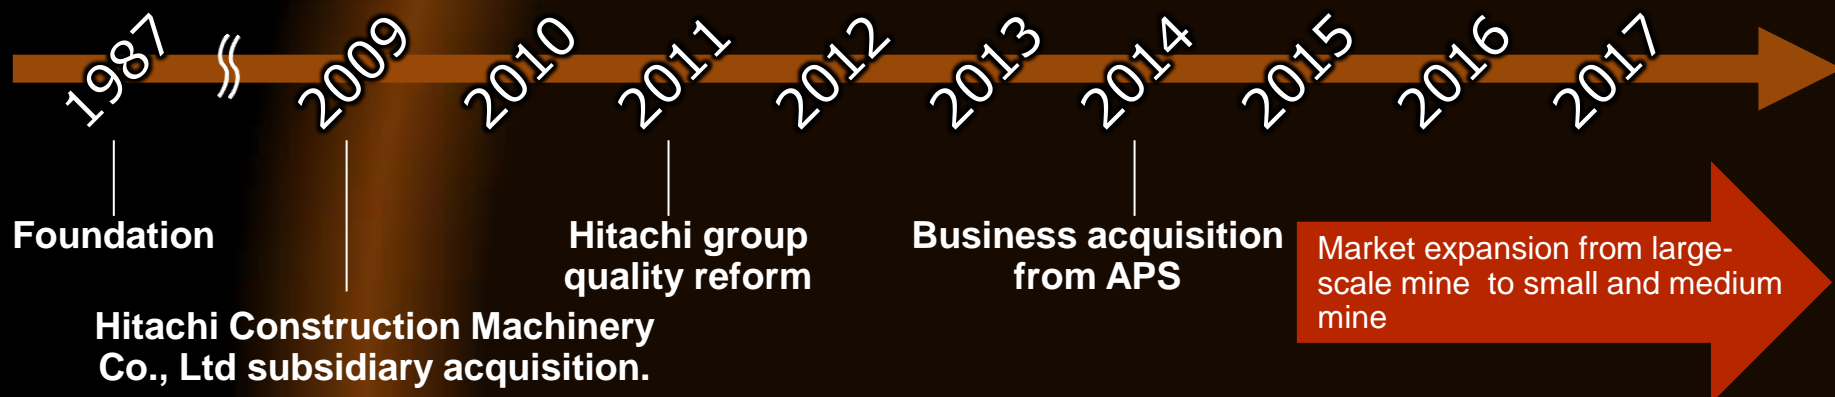 1987
2009
2010
2011
2012
2013
2014
2015
2016
2017
Foundation
Hitachi Construction Machinery
Co., Ltd subsidiary acquisition.
Hitachi group
quality reform
Business acquisition
from APS
Market expansion from large-
scale mine  to small and medium
mine